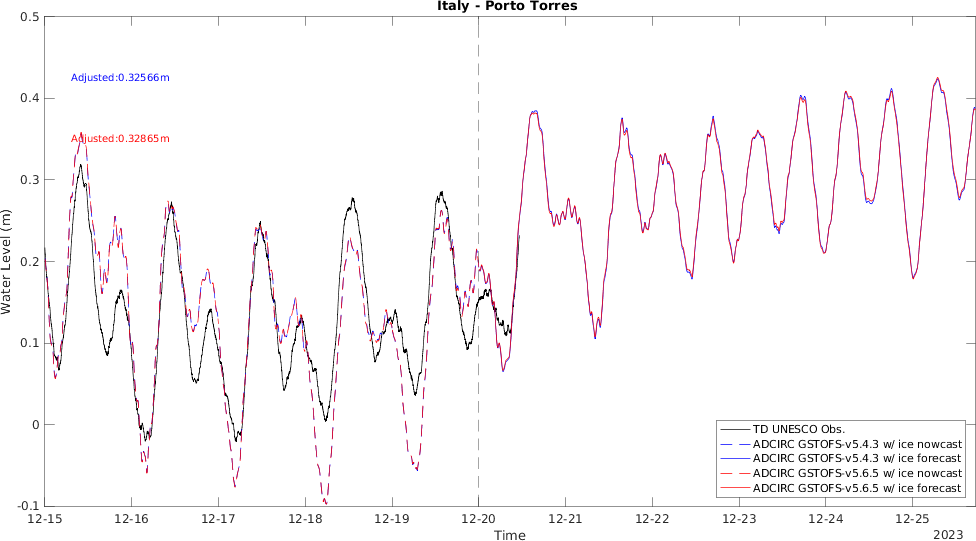 Italy - Porto Torres
0.5
0.4
0.3
0.2
0.1
0
-0.1
Water Level (m)
Adjusted:0.32566m
Adjusted:0.32865m
TD UNESCO Obs.
ADCIRC GSTOFS-v5.4.3 w/ ice nowcast
ADCIRC GSTOFS-v5.4.3 w/ ice forecast
ADCIRC GSTOFS-v5.6.5 w/ ice nowcast
ADCIRC GSTOFS-v5.6.5 w/ ice forecast
12-15 12-16 12-17 12-18 12-19 12-20 12-21 12-22 12-23 12-24 12-25
Time
2023